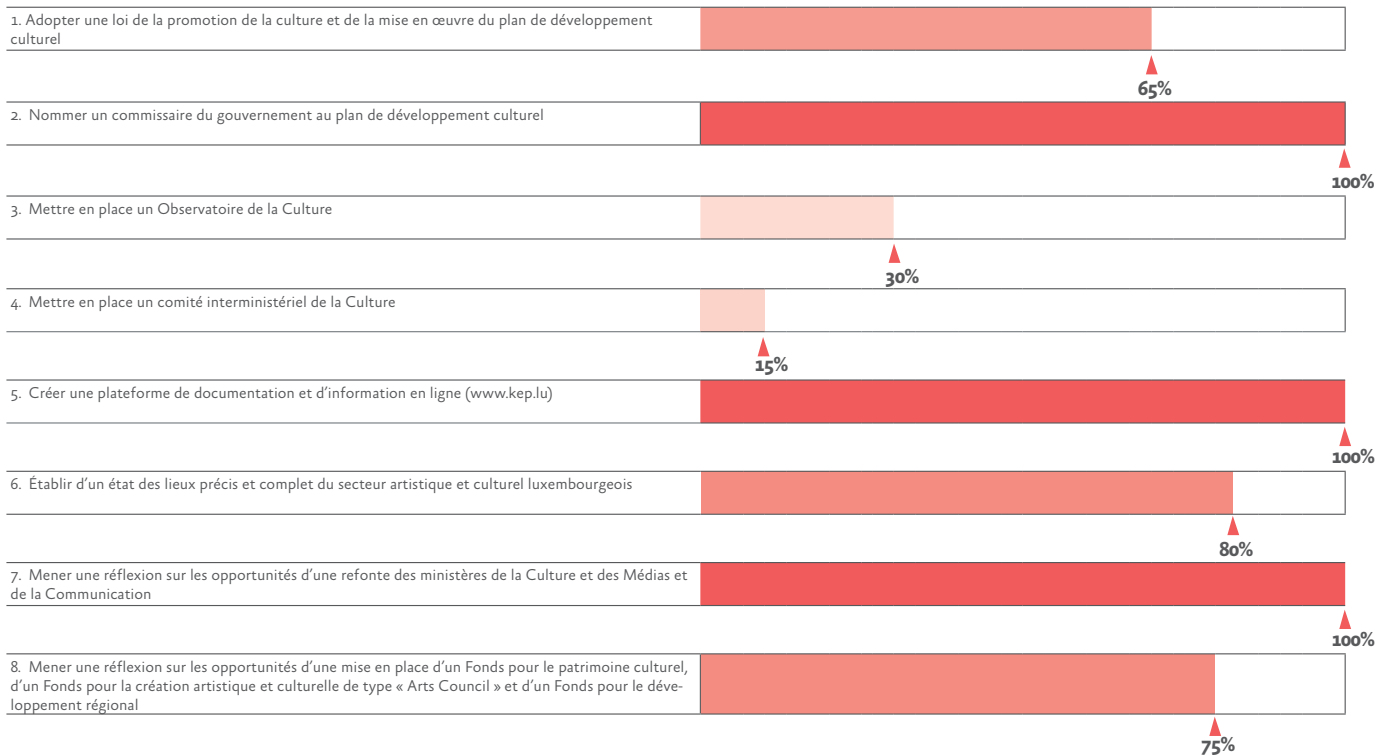 1. Adopter une loi de la promotion de la culture et de la mise en œuvre du plan de développement
culturel
65%
2. Nommer un commissaire du gouvernement au plan de développement culturel
100%
3. Mettre en place un Observatoire de la Culture
30%
4. Mettre en place un comité interministériel de la Culture
15%
5. Créer une plateforme de documentation et d'information en ligne (www.kep.lu)
100%
6. Établir d'un état des lieux précis et complet du secteur artistique et culturel luxembourgeois
80%
7. Mener une réflexion sur les opportunités d'une refonte des ministères de la Culture et des Médias et
de la Communication
100%
8. Mener une réflexion sur les opportunités d'une mise en place d'un Fonds pour le patrimoine culturel,
d'un Fonds pour la création artistique et culturelle de type « Arts Council » et d'un Fonds pour le déve-
loppement régional
75%